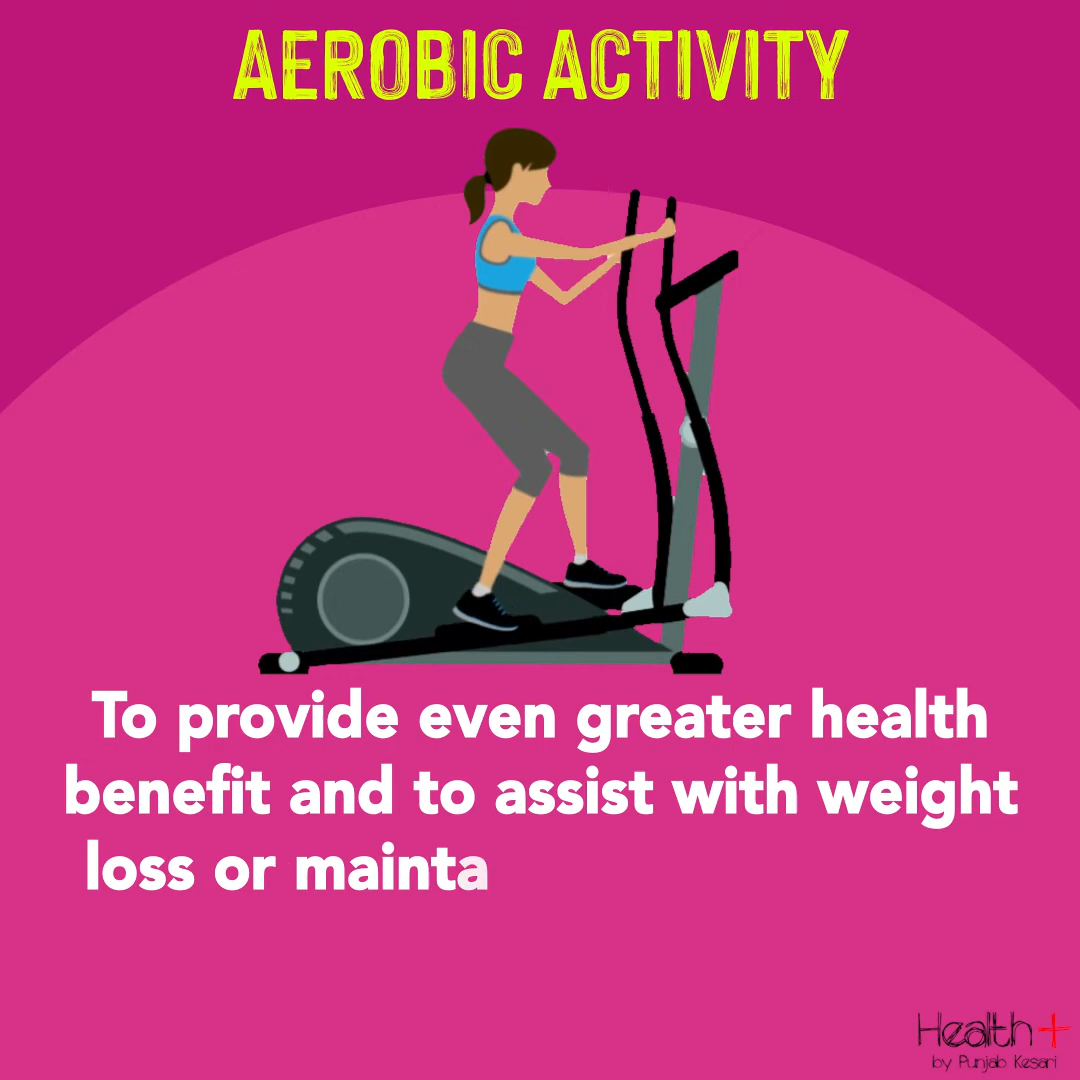 AEROBIC ACTIVITY
To provide even greater health
benefit and to assist with weight
loss or mainta
Health+
by Punjab Kesari